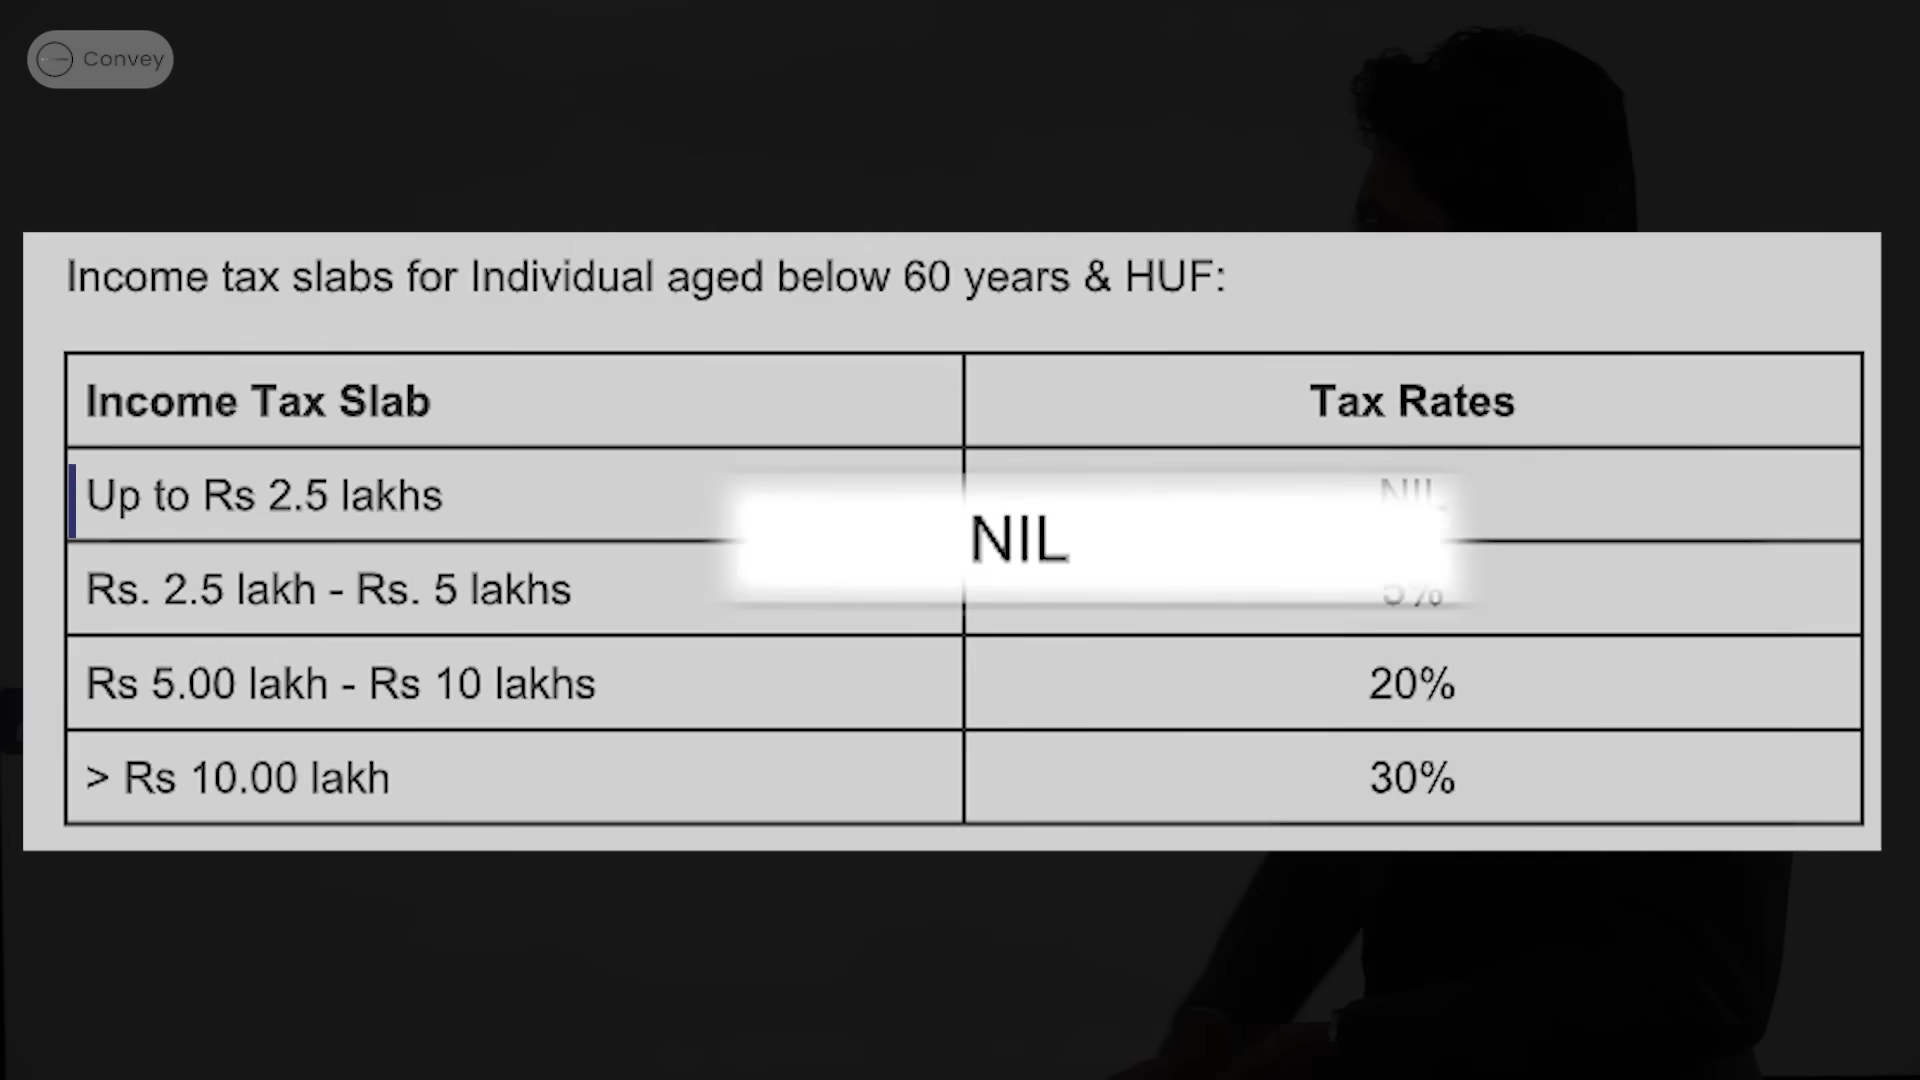 Convey
Income tax slabs for Individual aged below 60 years & HUF:
Income Tax Slab Tax Rates
Up to Rs 2.5 lakhs NIL
NIL
Rs. 2.5 lakh - Rs. 5 lakhs 5%
Rs 5.00 lakh - Rs 10 lakhs 20%
> Rs 10.00 lakh 30%